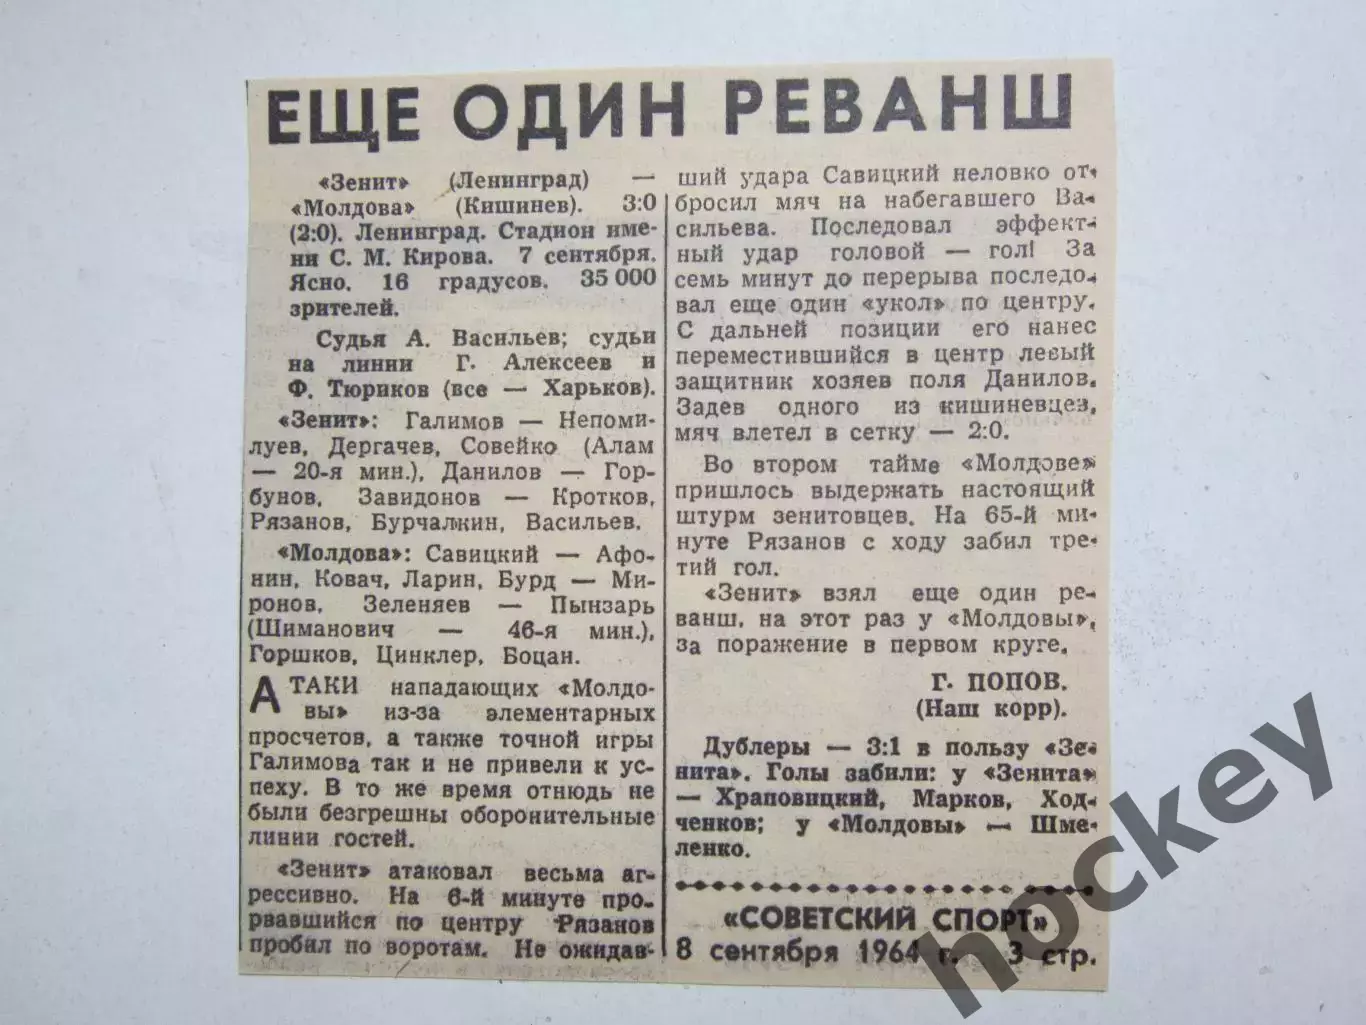 ЕЩЕ ОДИН РЕВАНШ
«Зенит» (Ленинград) —
«Молдова» (Кишинев). 3:0
(2:0). Ленинград. Стадион име-
ни С. М. Кирова. 7 сентября.
Ясно. 16 градусов. 35 000
зрителей.
Судья А. Васильев; судьи
на линии Г. Алексеев и
Ф. Тюриков (все — Харьков).
«Зенит»: Галимов — Непоми-
луев, Дергачев, Совейко (Алам
— 20-я мин.), Данилов — Гор-
бунов, Завидонов — Кротков,
Рязанов, Бурчалкин, Васильев.
«Молдова»: Савицкий — Афо-
нин, Ковач, Ларин, Бурд — Ми-
ронов, Зеленяев — Пынзарь
(Шиманович — 46-я мин.),
Горшков, Цинклер, Боцан.
АТАКИ нападающих «Молдо-
вы» из-за элементарных
просчетов, а также точной игры
Галимова так и не привели к ус-
пеху. В то же время отнюдь не
были безгрешны оборонительные
линии гостей.
«Зенит» атаковал весьма аг-
рессивно. На 6-й минуте про-
рвавшийся по центру Рязанов
пробил по воротам. Не ожидав-
ший удара Савицкий неловко от-
бросил мяч на набегавшего Ва-
сильева. Последовал эффект-
ный удар головой — гол! За
семь минут до перерыва последо-
вал еще один «укол» по центру.
С дальней позиции его нанес
переместившийся в центр левый
защитник хозяев поля Данилов.
Задев одного из кишиневцев,
мяч влетел в сетку — 2:0.
Во втором тайме «Молдове»
пришлось выдержать настоящий
штурм зенитовцев. На 65-й ми-
нуте Рязанов с ходу забил тре-
тий гол.
«Зенит» взял еще один ре-
ванш, на этот раз у «Молдовы»,
за поражение в первом круге.
Г. ПОПОВ.
(Наш корр).
Дублеры — 3:1 в пользу «Зе-
нита». Голы забили: у «Зенита»
— Храповицкий, Марков, Ход-
ченков; у «Молдовы» — Шме-
ленко.
«СОВЕТСКИЙ СПОРТ»
8 сентября 1964 г. 3 стр.
hockey